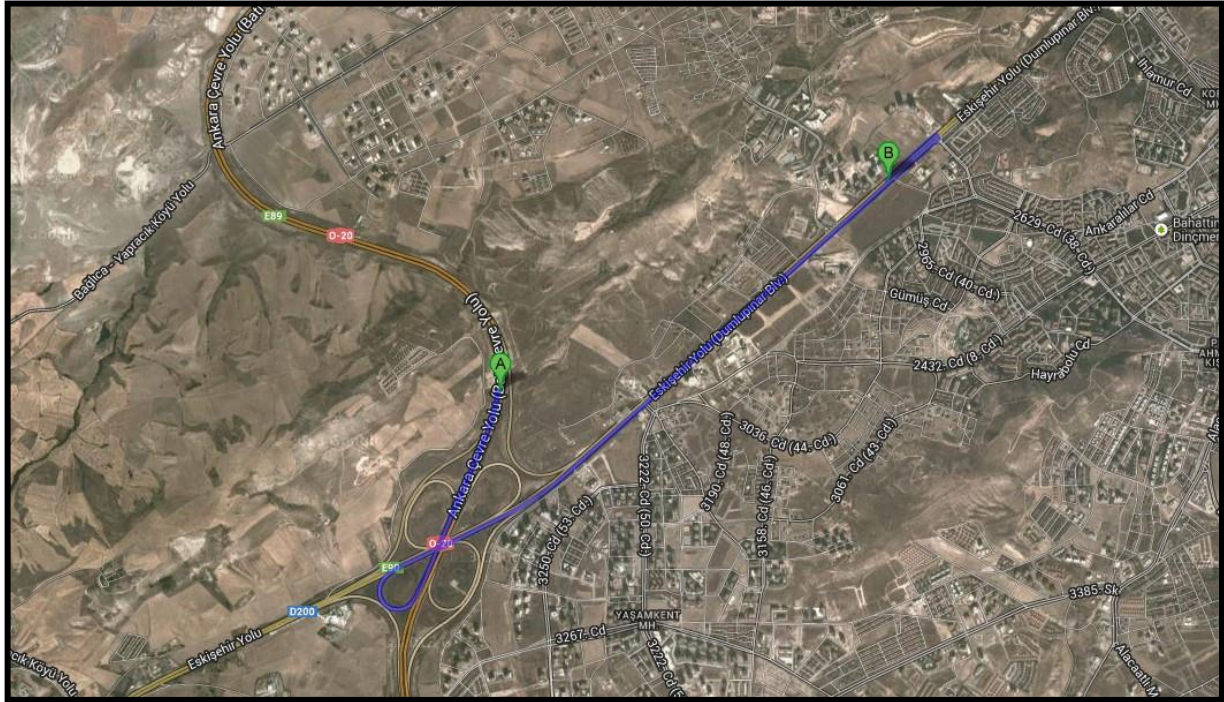 Ankara Çevre Yolu (Batı
Eskişehir Yolu (Dumlupınar Blv.)
Ihlamur Cd
B
Bağlıca - Yapracık Köyü Yolu
E89
O-20
2629. Cd (38. Cd.)
Ankaralılar Cd
Bahattin
Dinçmen
2965. Cd (40. Cd.)
Gümüş Cd
Çevre Yolu)
A
Eskişehir Yolu (Dumlupınar Blv.)
2432. Cd (8. Cd.)
Hayrabolu Cd
Ankara Çevre Yolu
3036. Cd (44. Cd.)
3222. Cd (50. Cd.)
3190. Cd (48. Cd.)
3158. Cd (46. Cd.)
3061. Cd (43. Cd.)
3250. Cd (53. Cd.)
O-20
E90
D200
Eskişehir Yolu
YAŞAMKENT
MH
3267. Cd
3385. Sk
cık Köyü Yolu